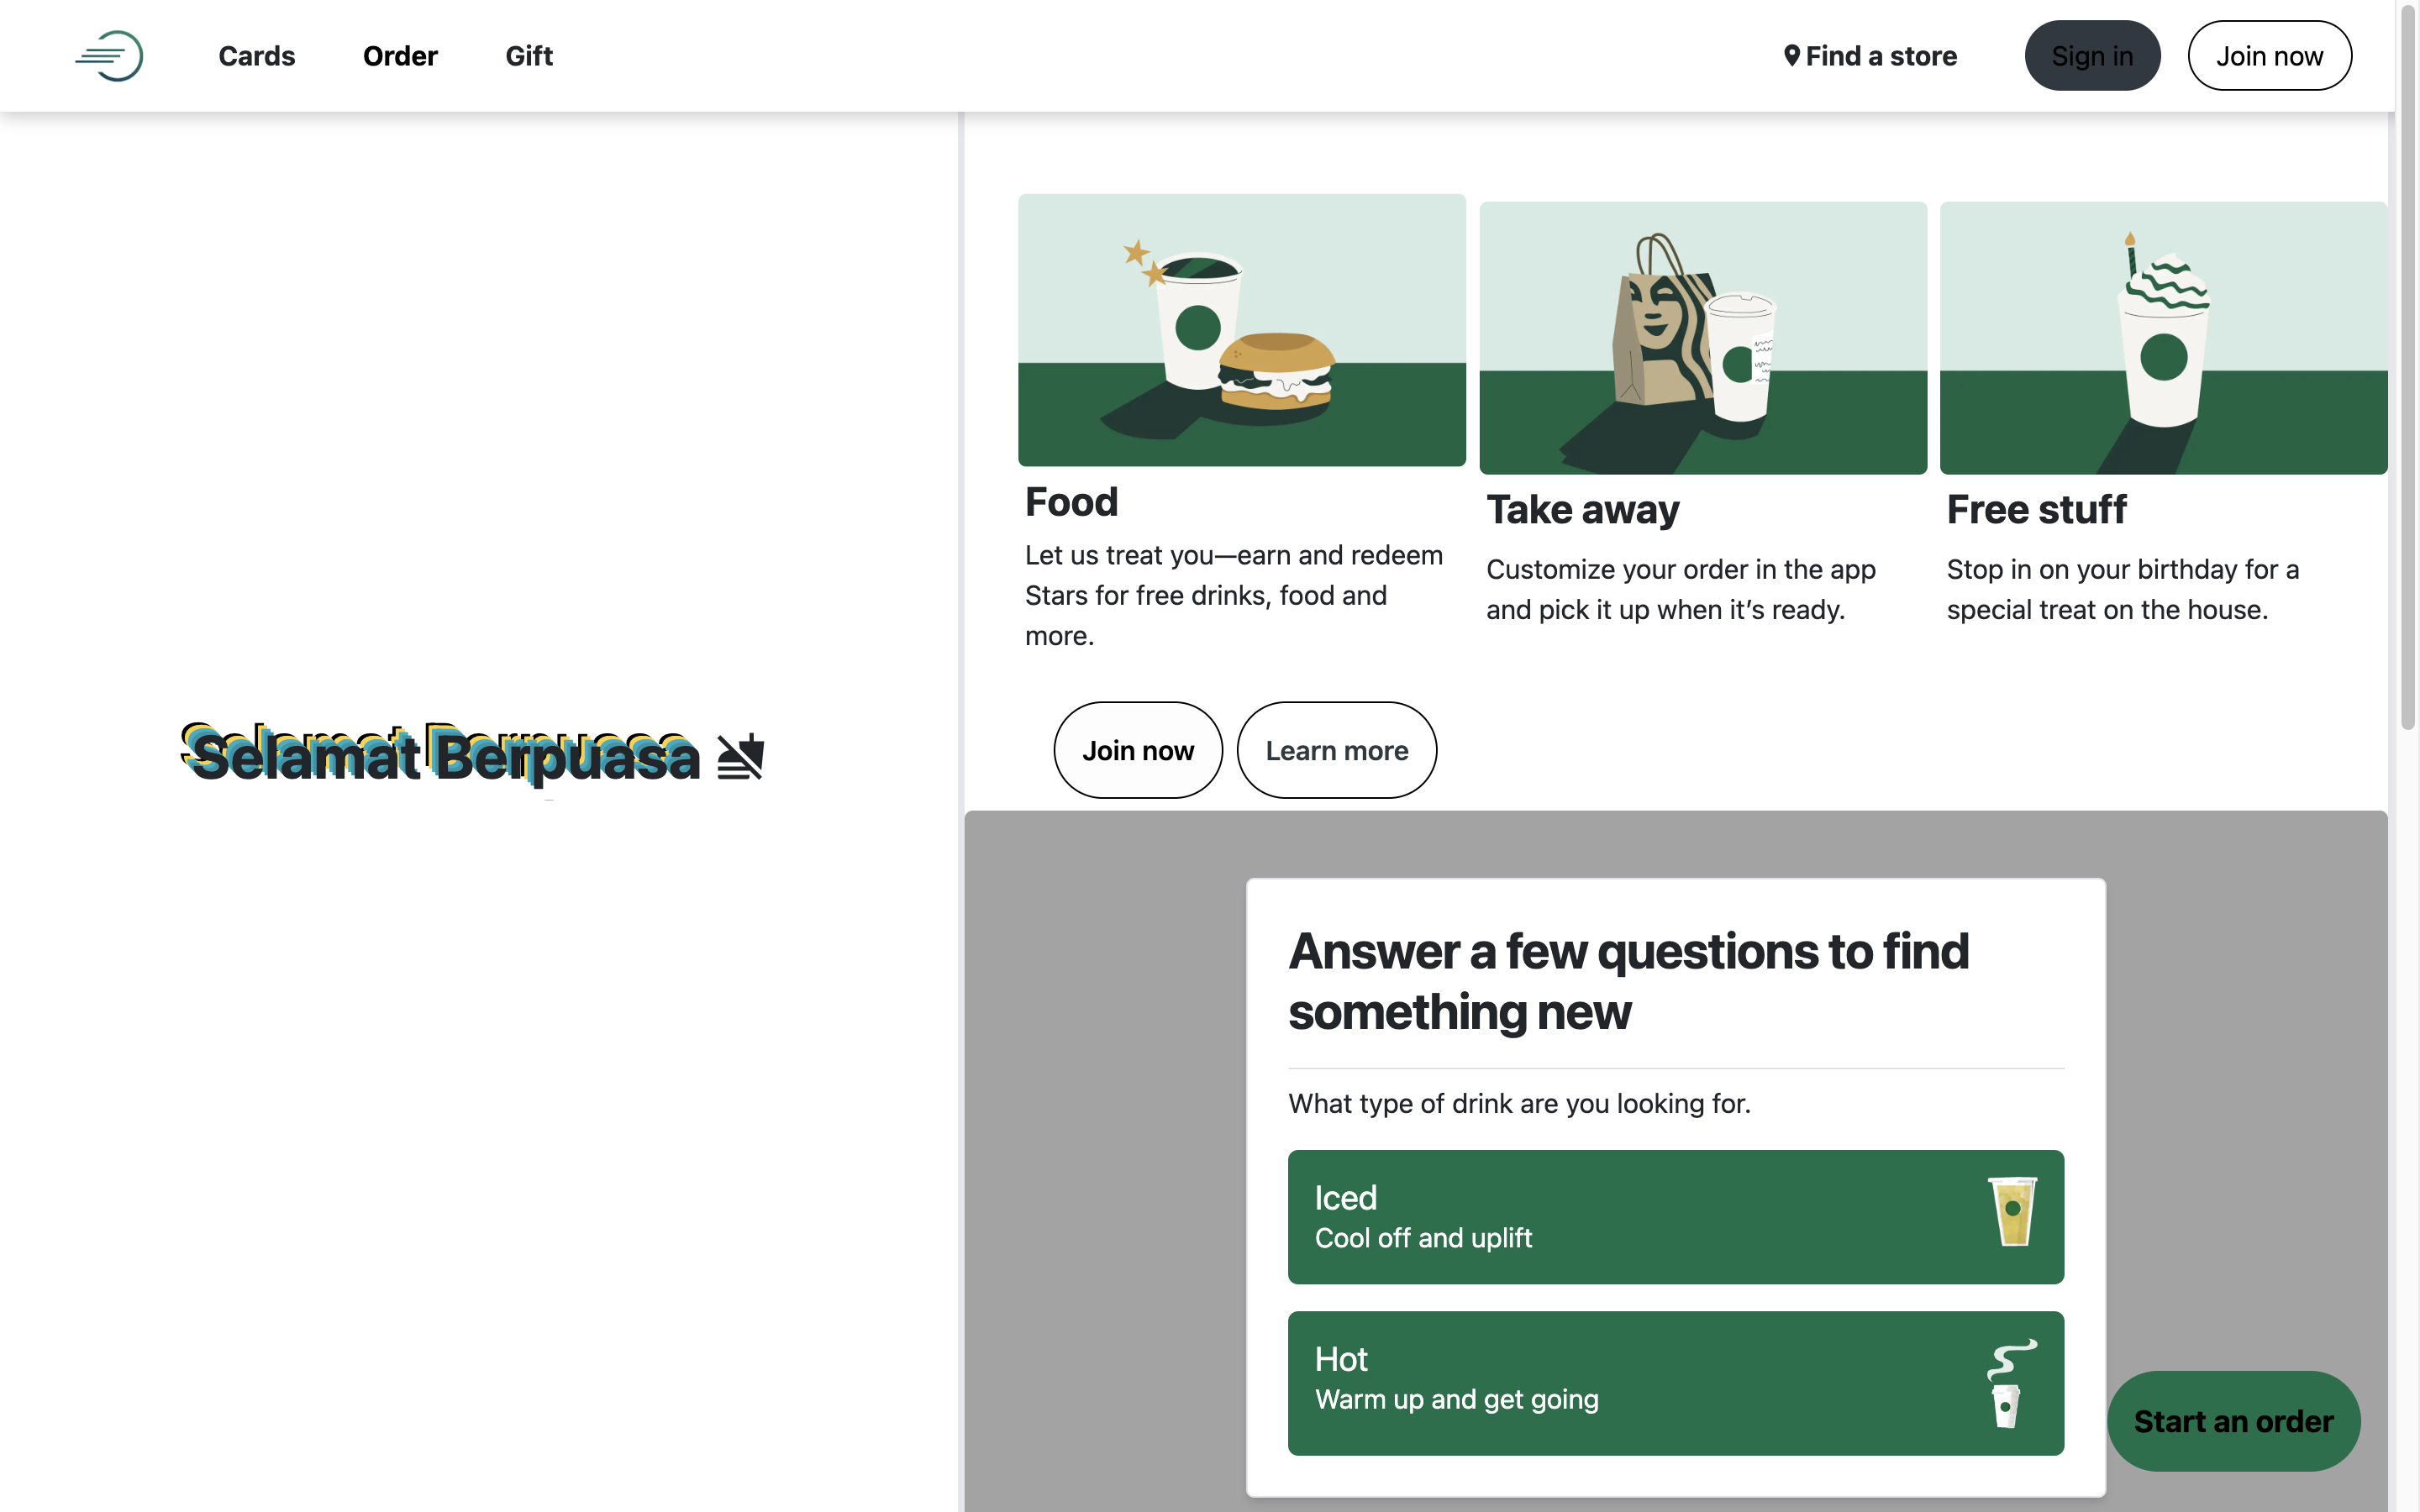 Cards
Order
Gift
Find a store
Sign in
Join now
Selamat Berpuasa
Food
Let us treat you—earn and redeem
Stars for free drinks, food and
more.
Take away
Customize your order in the app
and pick it up when it’s ready.
Free stuff
Stop in on your birthday for a
special treat on the house.
Join now
Learn more
Answer a few questions to find
something new
What type of drink are you looking for.
Iced
Cool off and uplift
Hot
Warm up and get going
Start an order